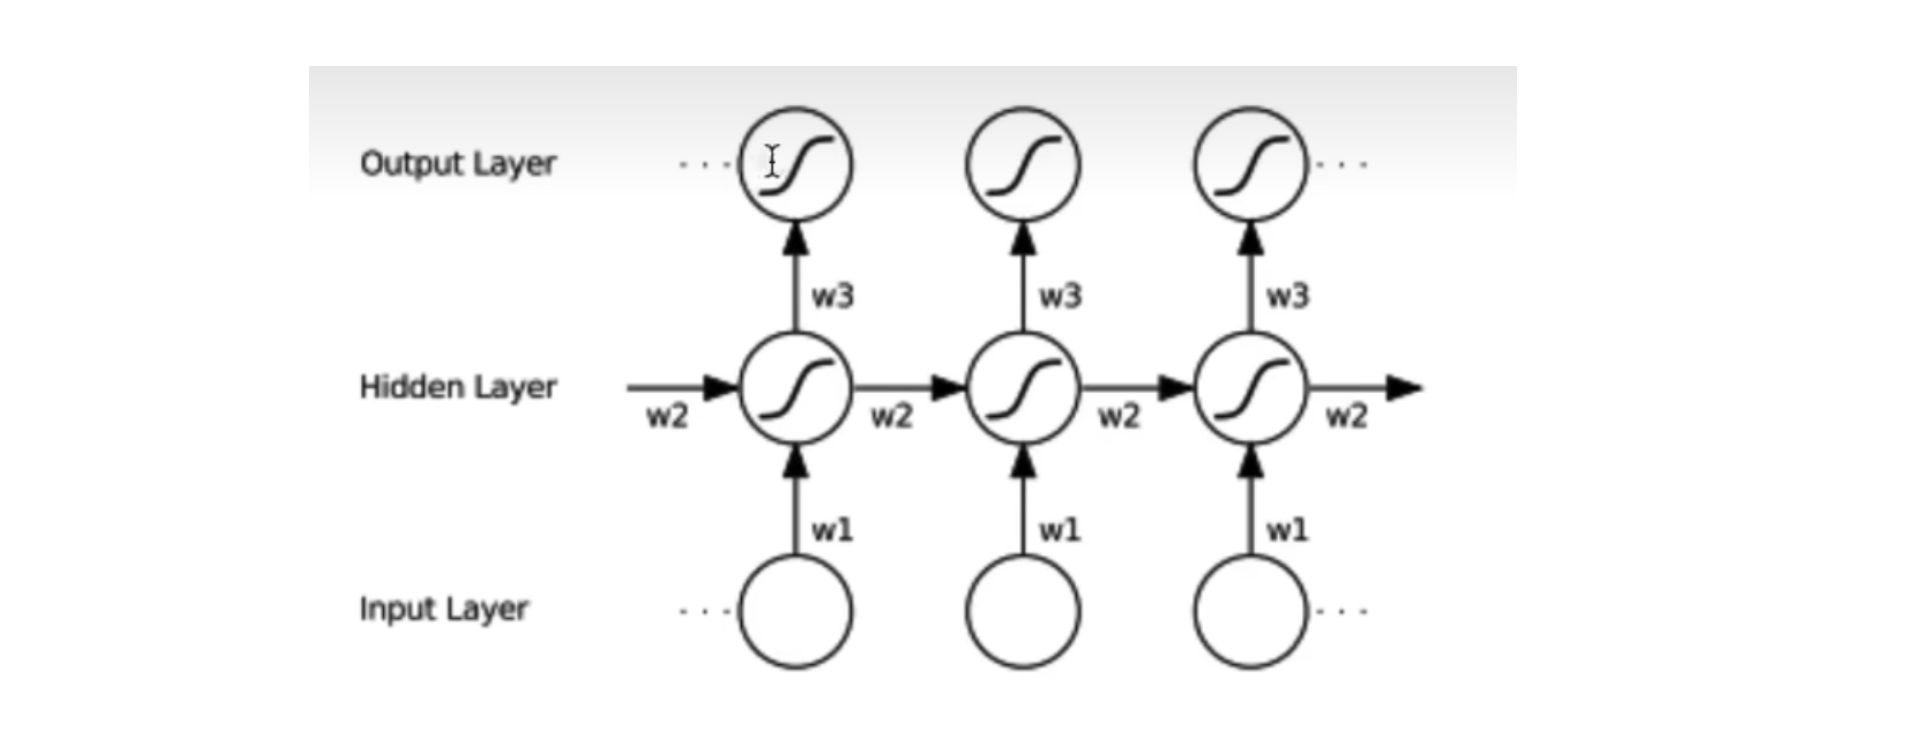 Output Layer
w3 w3 w3
Hidden Layer
w2 w2 w2 w2
w1 w1 w1
Input Layer